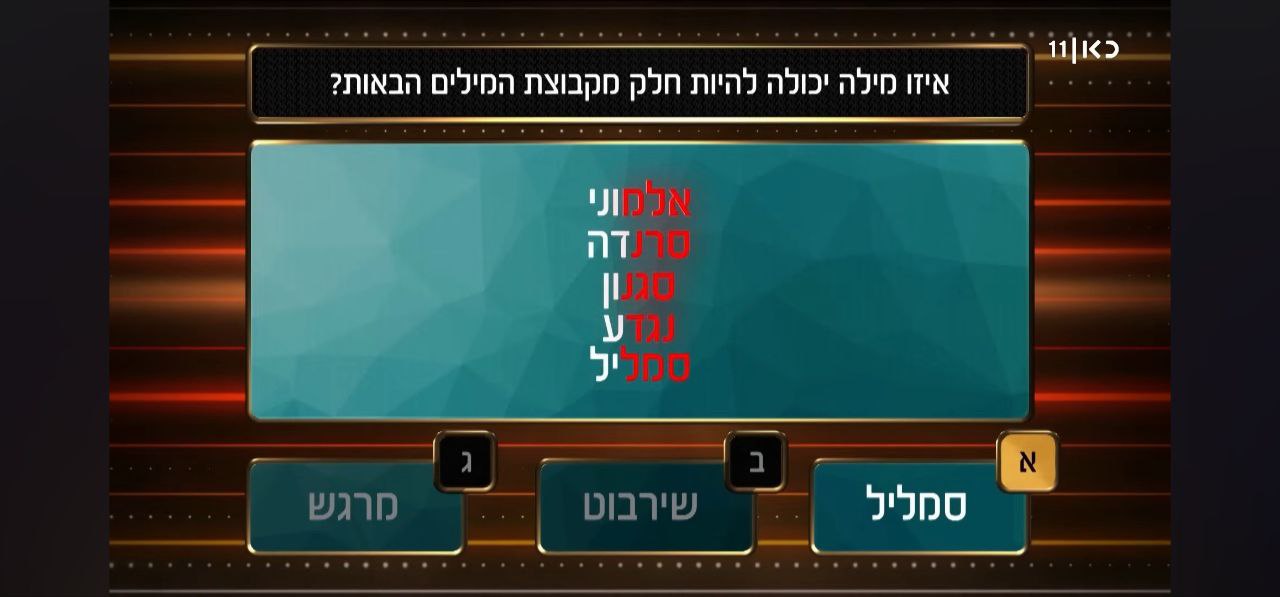 כאן 11
איזו מילה יכולה להיות חלק מקבוצת המילים הבאות?
אלמוני
סרנדה
סגנון
נגדע
סמליל
א
סמליל
ב
שירבוט
ג
מרגש